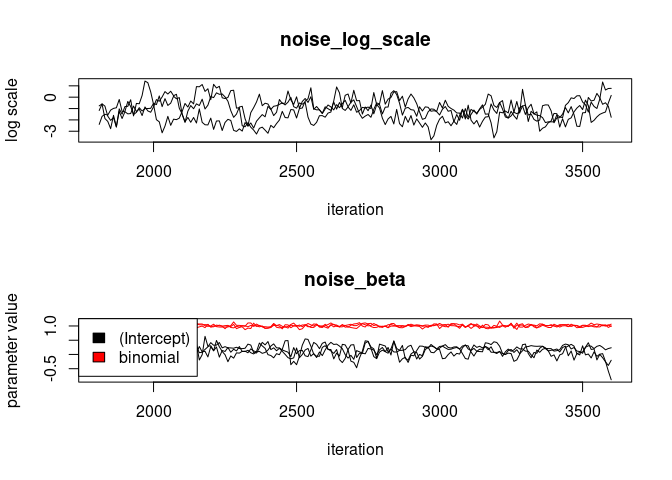 noise_log_scale
log scale
0
-3
2000 2500 3000 3500
iteration
noise_beta
parameter value
1.0
-0.5
(Intercept)
binomial
2000 2500 3000 3500
iteration